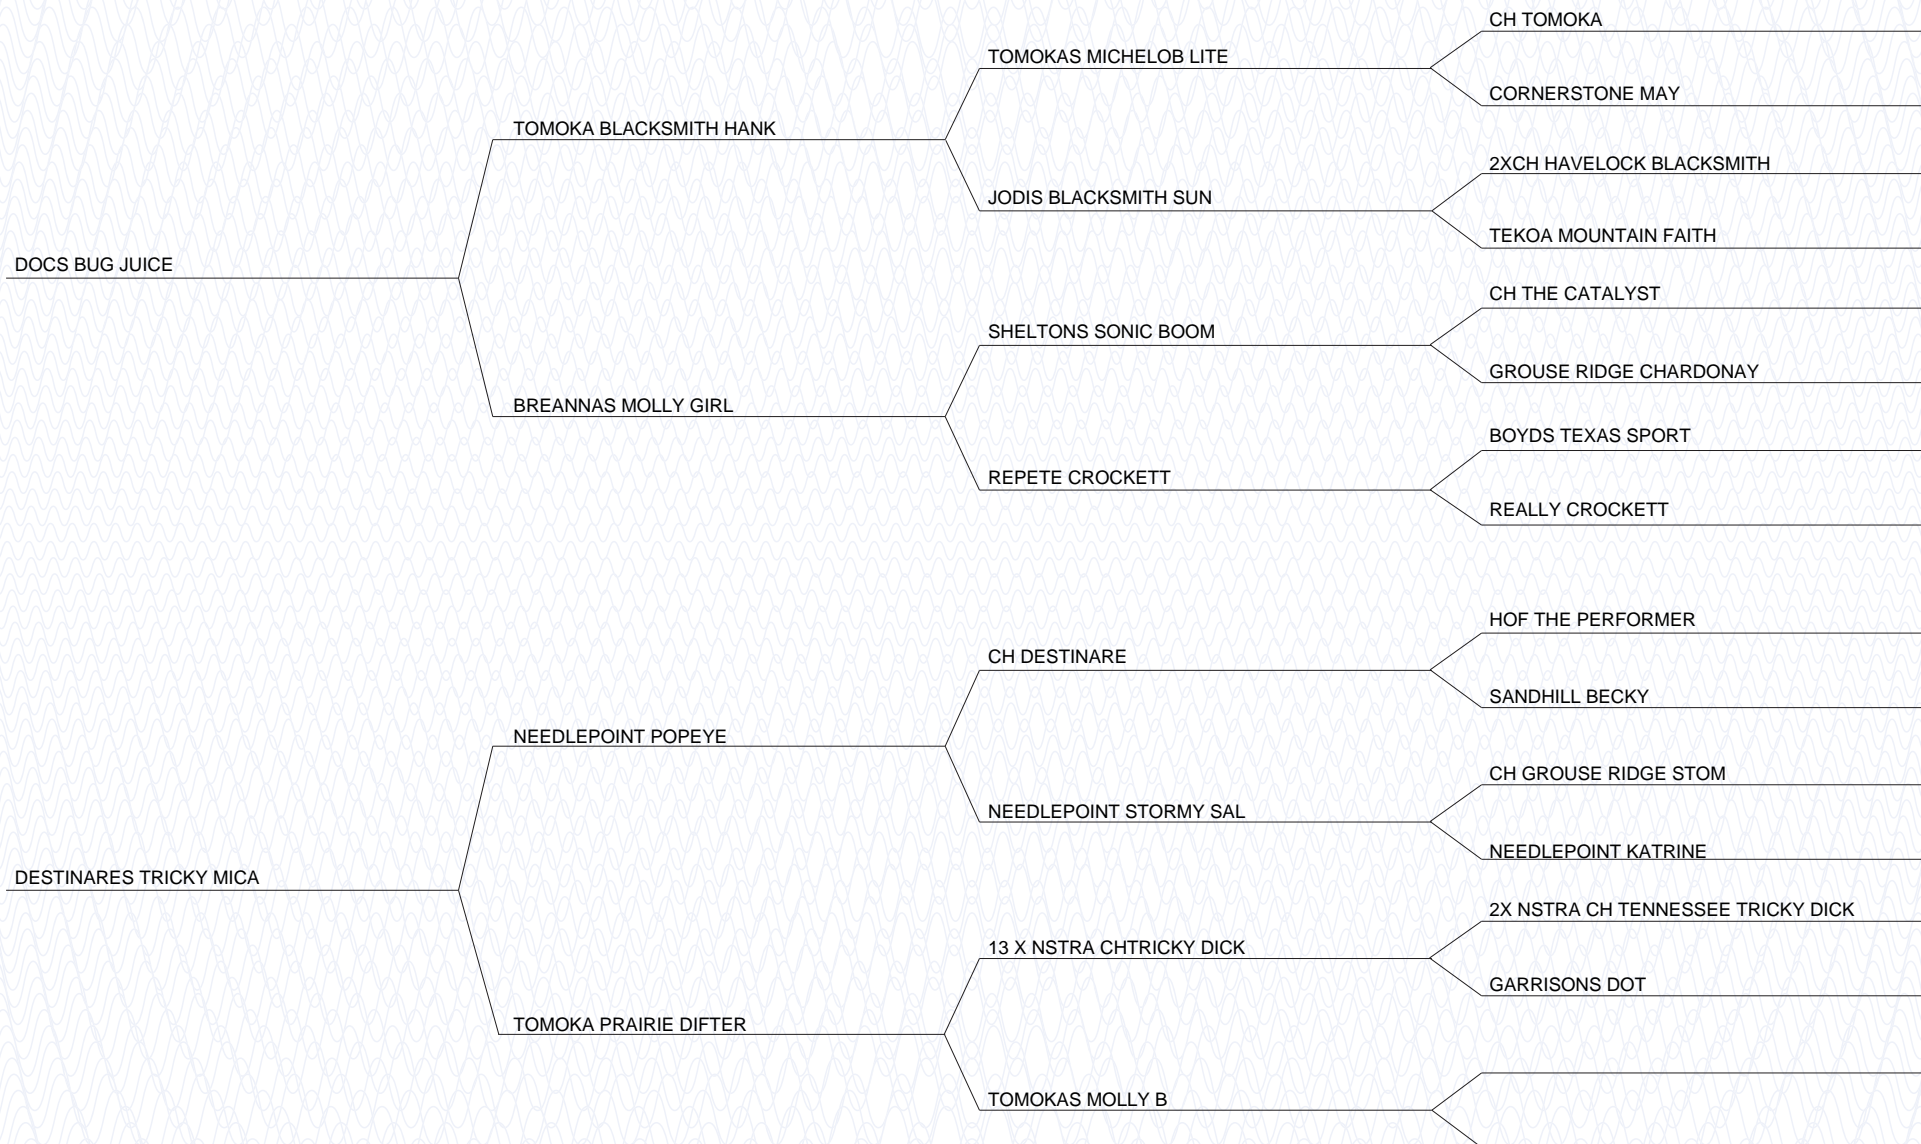 CH TOMOKA
TOMOKAS MICHELOB LITE
CORNERSTONE MAY
TOMOKA BLACKSMITH HANK
2XCH HAVELOCK BLACKSMITH
JODIS BLACKSMITH SUN
TEKOA MOUNTAIN FAITH
DOCS BUG JUICE
CH THE CATALYST
SHELTONS SONIC BOOM
GROUSE RIDGE CHARDONAY
BREANNAS MOLLY GIRL
BOYDS TEXAS SPORT
REPETE CROCKETT
REALLY CROCKETT
HOF THE PERFORMER
CH DESTINARE
SANDHILL BECKY
NEEDLEPOINT POPEYE
CH GROUSE RIDGE STOM
NEEDLEPOINT STORMY SAL
NEEDLEPOINT KATRINE
DESTINARES TRICKY MICA
2X NSTRA CH TENNESSEE TRICKY DICK
13 X NSTRA CHTRICKY DICK
GARRISONS DOT
TOMOKA PRAIRIE DIFTER
TOMOKAS MOLLY B